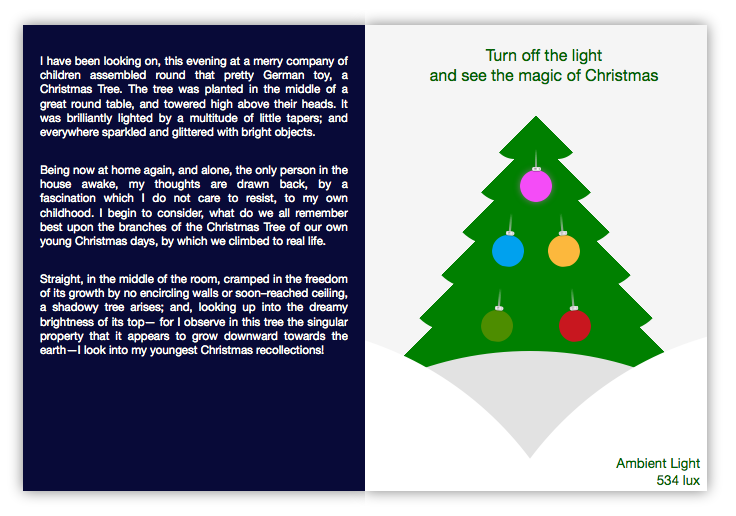 I have been looking on, this evening at a merry company of
children assembled round that pretty German toy, a
Christmas Tree. The tree was planted in the middle of a
great round table, and towered high above their heads. It
was brilliantly lighted by a multitude of little tapers; and
everywhere sparkled and glittered with bright objects.
Being now at home again, and alone, the only person in the
house awake, my thoughts are drawn back, by a
fascination which I do not care to resist, to my own
childhood. I begin to consider, what do we all remember
best upon the branches of the Christmas Tree of our own
young Christmas days, by which we climbed to real life.
Straight, in the middle of the room, cramped in the freedom
of its growth by no encircling walls or soon–reached ceiling,
a shadowy tree arises; and, looking up into the dreamy
brightness of its top— for I observe in this tree the singular
property that it appears to grow downward towards the
earth—I look into my youngest Christmas recollections!
Turn off the light
and see the magic of Christmas
Ambient Light
534 lux